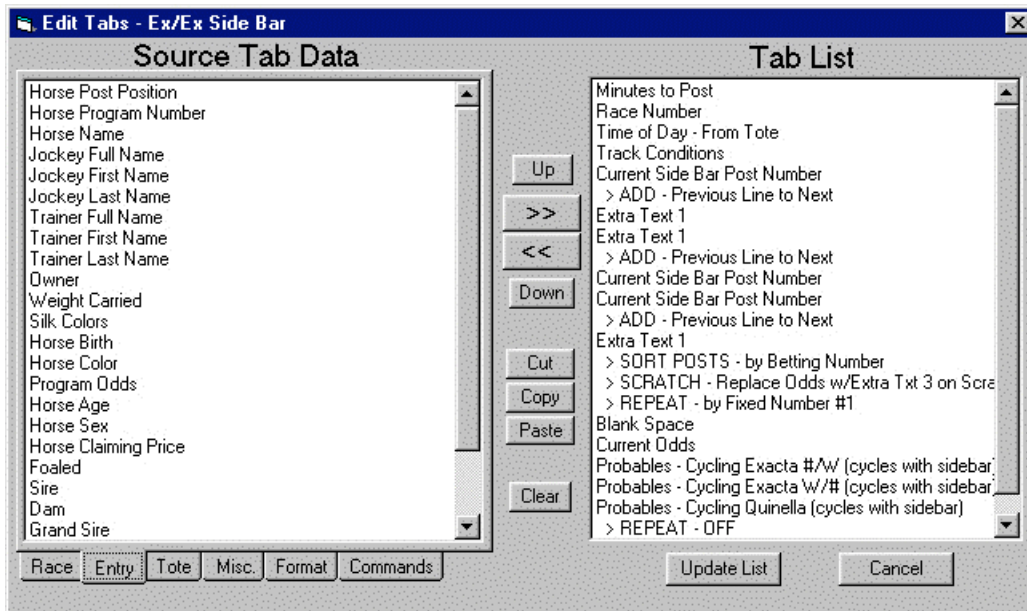 Edit Tabs - Ex/Ex Side Bar
Source Tab Data
Horse Post Position
Horse Program Number
Horse Name
Jockey Full Name
Jockey First Name
Jockey Last Name
Trainer Full Name
Trainer First Name
Trainer Last Name
Owner
Weight Carried
Silk Colors
Horse Birth
Horse Color
Program Odds
Horse Age
Horse Sex
Horse Claiming Price
Foaled
Sire
Dam
Grand Sire
Race Entry Tote Misc. Format Commands
Up
>>
<<
Down
Cut
Copy
Paste
Clear
Tab List
Minutes to Post
Race Number
Time of Day - From Tote
Track Conditions
Current Side Bar Post Number
> ADD - Previous Line to Next
Extra Text 1
Extra Text 1
> ADD - Previous Line to Next
Current Side Bar Post Number
Current Side Bar Post Number
> ADD - Previous Line to Next
Extra Text 1
> SORT POSTS - by Betting Number
> SCRATCH - Replace Odds w/Extra Txt 3 on Scra
> REPEAT - by Fixed Number #1
Blank Space
Current Odds
Probables - Cycling Exacta #/W (cycles with sidebar)
Probables - Cycling Exacta W/# (cycles with sidebar)
Probables - Cycling Quinella (cycles with sidebar)
> REPEAT - OFF
Update List
Cancel